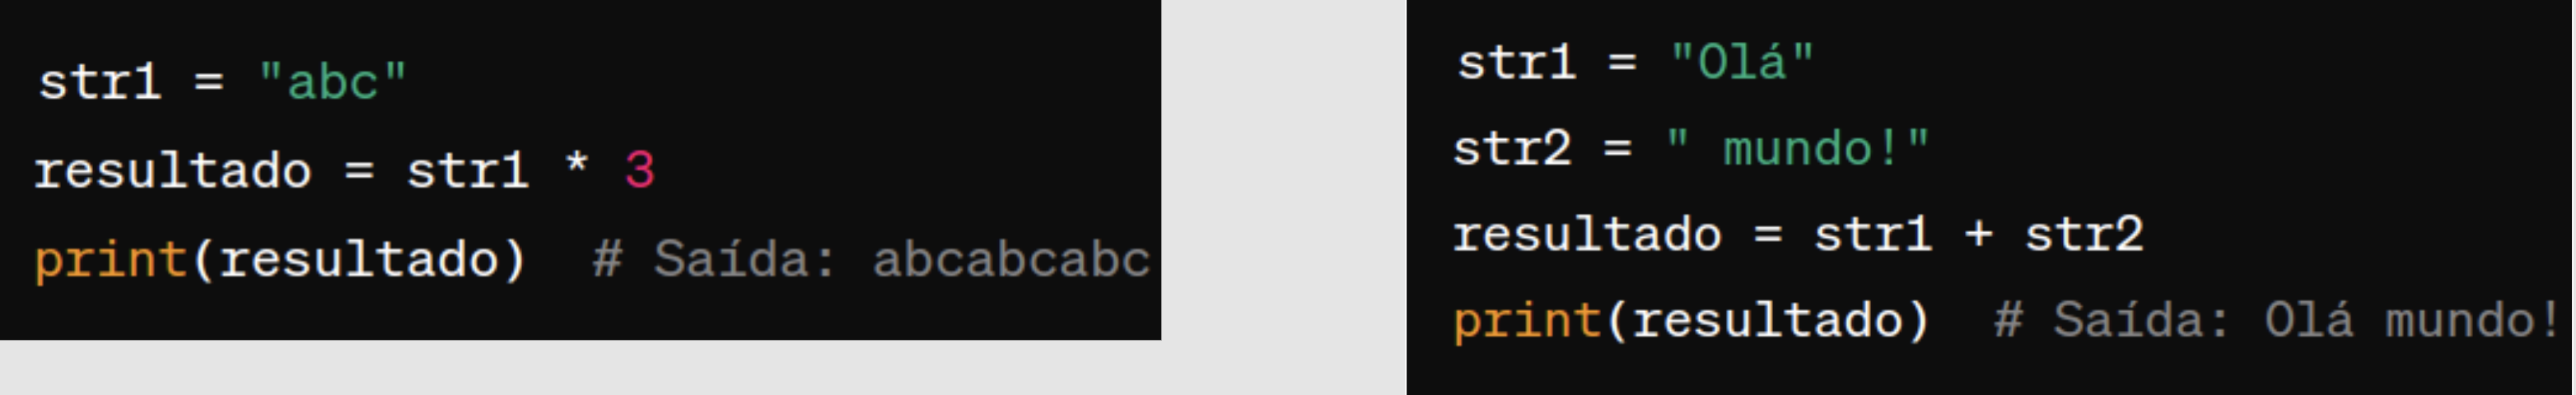 str1 = "abc"
resultado = str1 * 3
print(resultado)  # Saída: abcabcabc
str1 = "Olá"
str2 = " mundo!"
resultado = str1 + str2
print(resultado)  # Saída: Olá mundo!